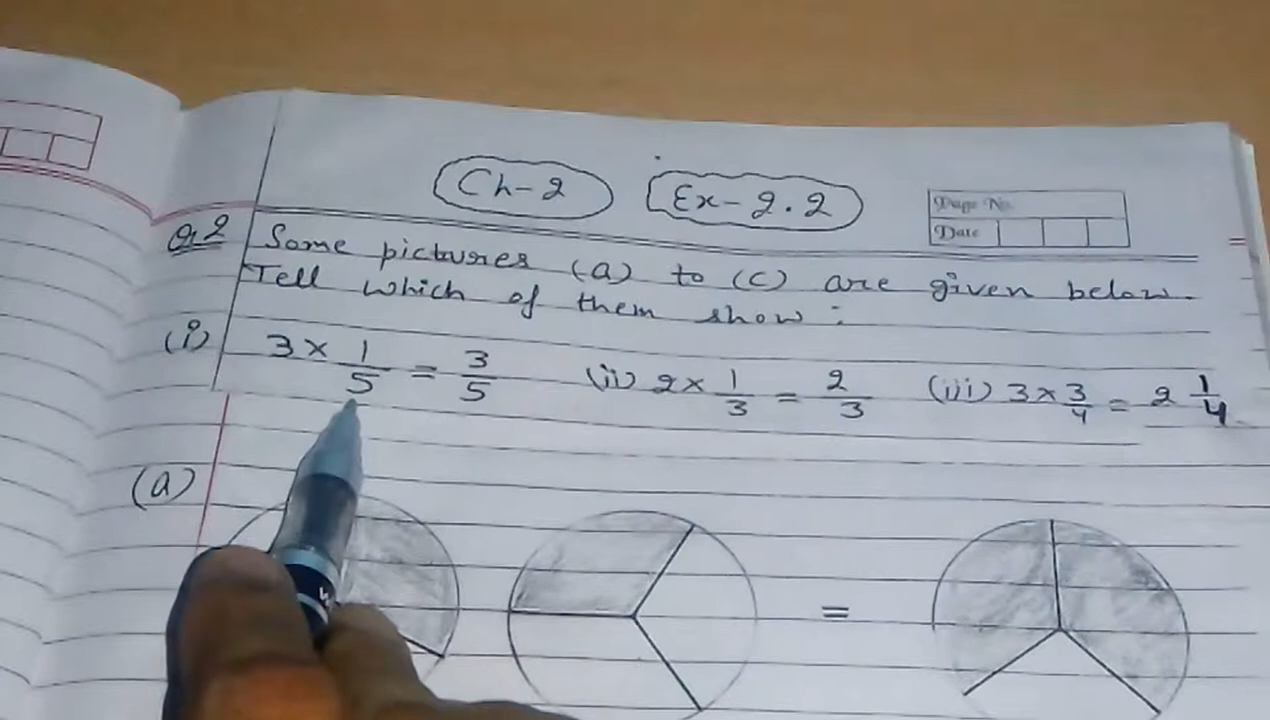 Ch-2 Ex-2.2
Page No.
Date
Q.2 Some pictures (a) to (c) are given below.
Tell which of them show:
(i) 3 × 1/5 = 3/5 (ii) 2 × 1/3 = 2/3 (iii) 3 × 3/4 = 2 1/4
(a)
=